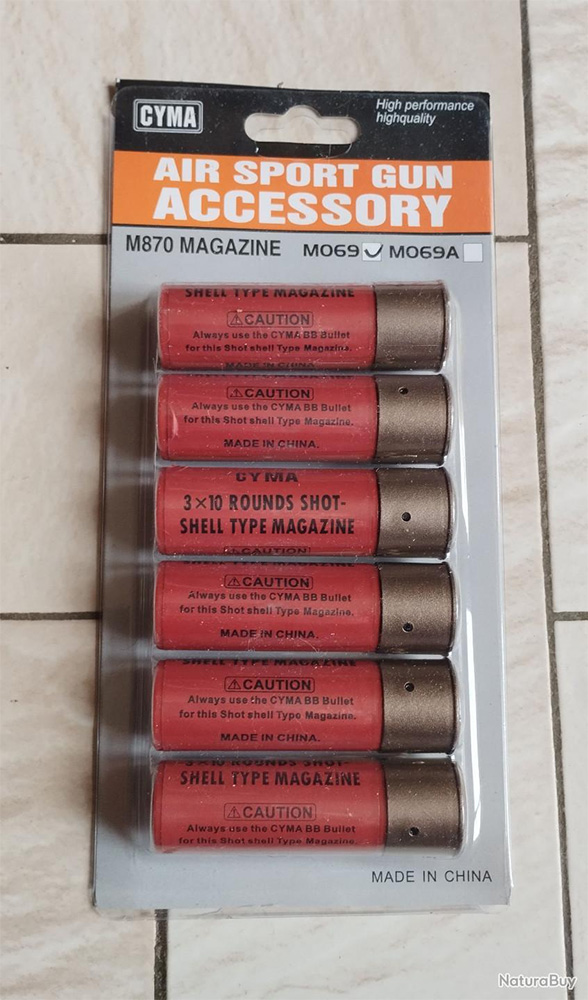 CYMA
High performance
highquality
AIR SPORT GUN
ACCESSORY
M870 MAGAZINE M069 M069A
SHELL TYPE MAGAZINE
⚠CAUTION
Always use the CYMA BB Bullet
for this Shot shell Type Magazine.
MADE IN CHINA.
⚠CAUTION
Always use the CYMA BB Bullet
for this Shot shell Type Magazine.
MADE IN CHINA.
CYMA
3×10 ROUNDS SHOT-
SHELL TYPE MAGAZINE
⚠CAUTION
⚠CAUTION
Always use the CYMA BB Bullet
for this Shot shell Type Magazine.
MADE IN CHINA.
SHELL TYPE MAGAZINE
⚠CAUTION
Always use the CYMA BB Bullet
for this Shot shell Type Magazine.
MADE IN CHINA.
3×10 ROUNDS SHOT-
SHELL TYPE MAGAZINE
⚠CAUTION
Always use the CYMA BB Bullet
for this Shot shell Type Magazine.
MADE IN CHINA
NaturaBuy